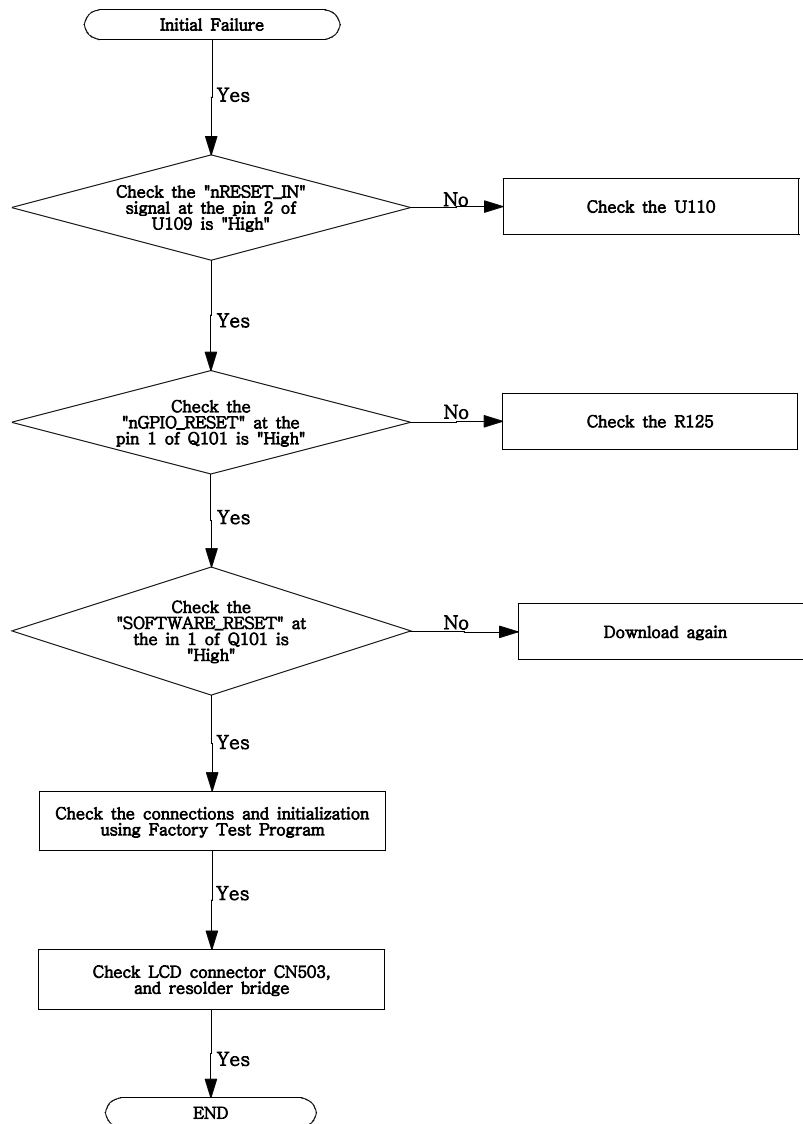 Initial Failure
Yes
Check the "nRESET_IN"
signal at the pin 2 of
U109 is "High"
No
Check the U110
Yes
Check the
"nGPIO_RESET" at the
pin 1 of Q101 is "High"
No
Check the R125
Yes
Check the
"SOFTWARE_RESET" at
the in 1 of Q101 is
"High"
No
Download again
Yes
Check the connections and initialization
using Factory Test Program
Yes
Check LCD connector CN503,
and resolder bridge
Yes
END